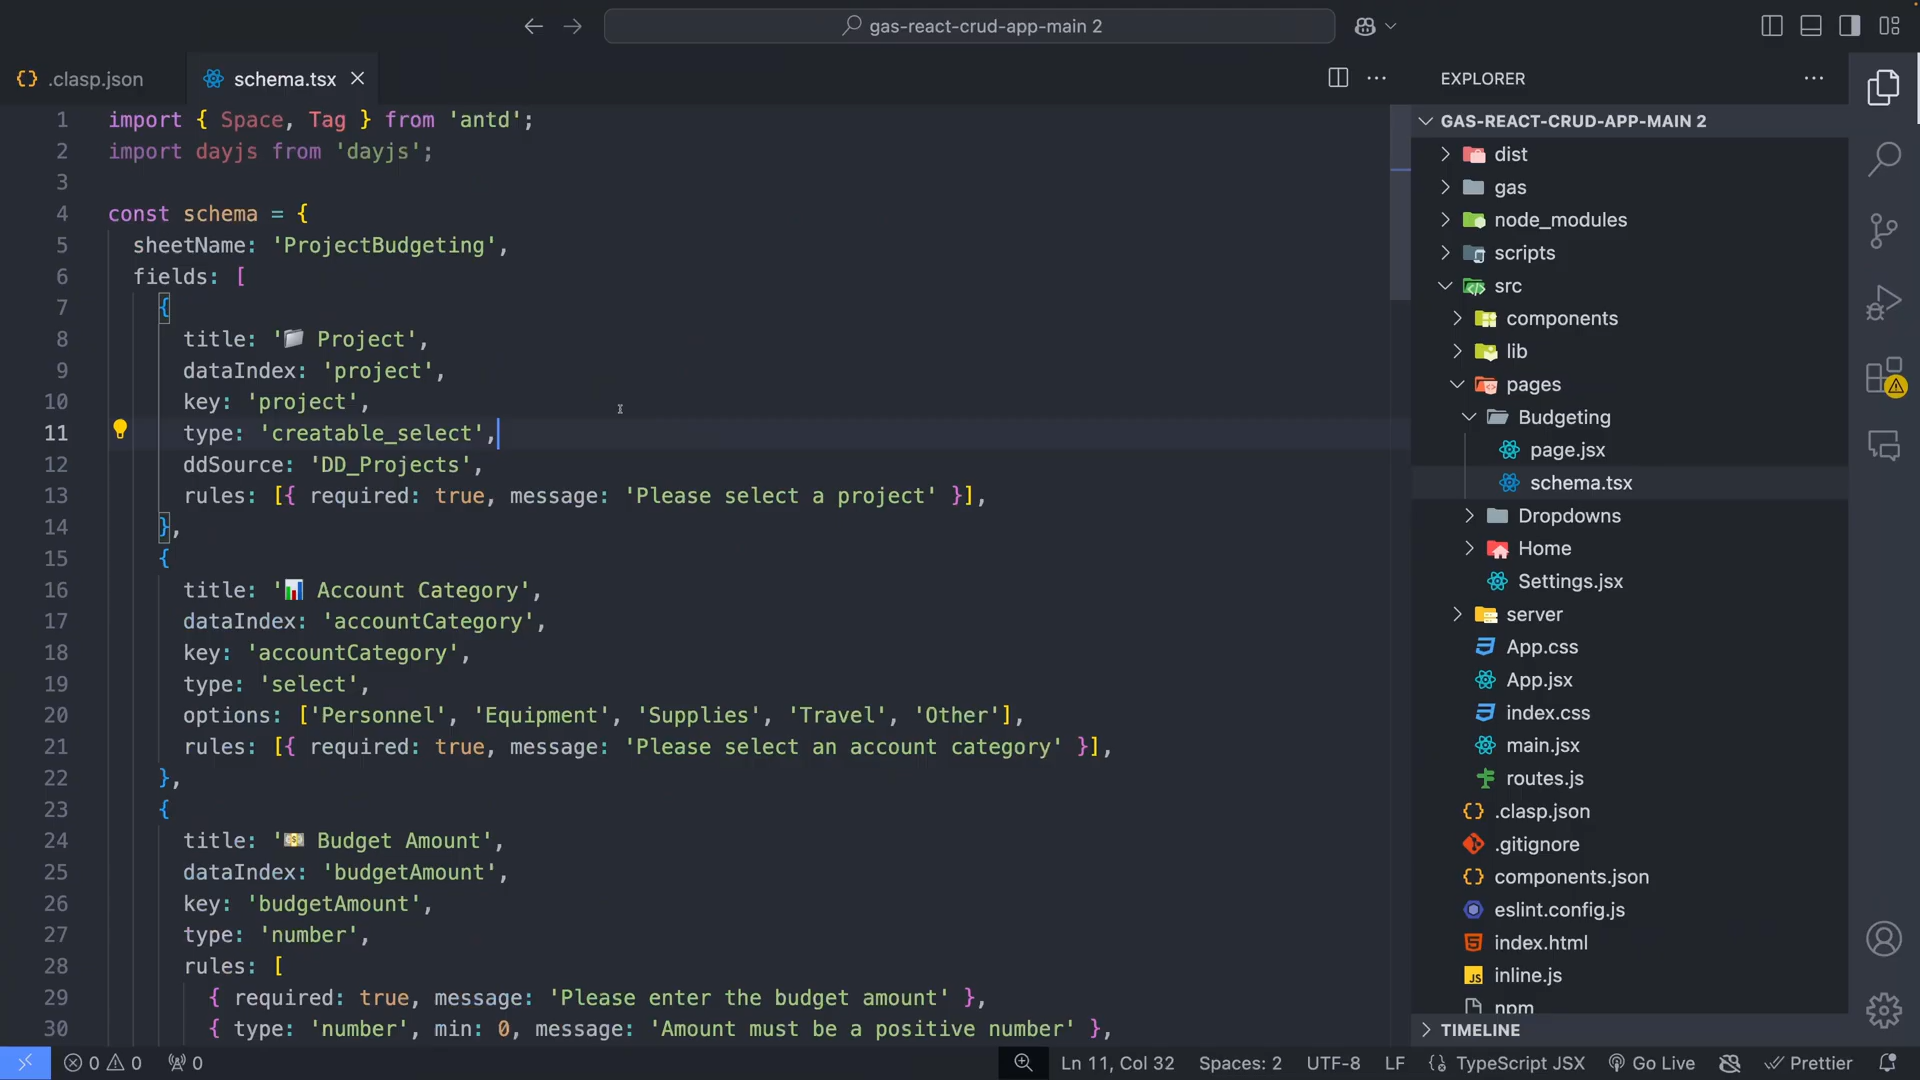 gas-react-crud-app-main 2
.clasp.json
schema.tsx
EXPLORER
1 import { Space, Tag } from 'antd';
2 import dayjs from 'dayjs';
3
4 const schema = {
5 sheetName: 'ProjectBudgeting',
6 fields: [
7 {
8 title: '📁 Project',
9 dataIndex: 'project',
10 key: 'project',
11 type: 'creatable_select',
12 ddSource: 'DD_Projects',
13 rules: [{ required: true, message: 'Please select a project' }],
14 },
15 {
16 title: '📊 Account Category',
17 dataIndex: 'accountCategory',
18 key: 'accountCategory',
19 type: 'select',
20 options: ['Personnel', 'Equipment', 'Supplies', 'Travel', 'Other'],
21 rules: [{ required: true, message: 'Please select an account category' }],
22 },
23 {
24 title: '💵 Budget Amount',
25 dataIndex: 'budgetAmount',
26 key: 'budgetAmount',
27 type: 'number',
28 rules: [
29 { required: true, message: 'Please enter the budget amount' },
30 { type: 'number', min: 0, message: 'Amount must be a positive number' },
GAS-REACT-CRUD-APP-MAIN 2
dist
gas
node_modules
scripts
src
components
lib
pages
Budgeting
page.jsx
schema.tsx
Dropdowns
Home
Settings.jsx
server
App.css
App.jsx
index.css
main.jsx
routes.js
.clasp.json
.gitignore
components.json
eslint.config.js
index.html
inline.js
npm
TIMELINE
0 0 0
Ln 11, Col 32
Spaces: 2
UTF-8
LF
TypeScript JSX
Go Live
Prettier